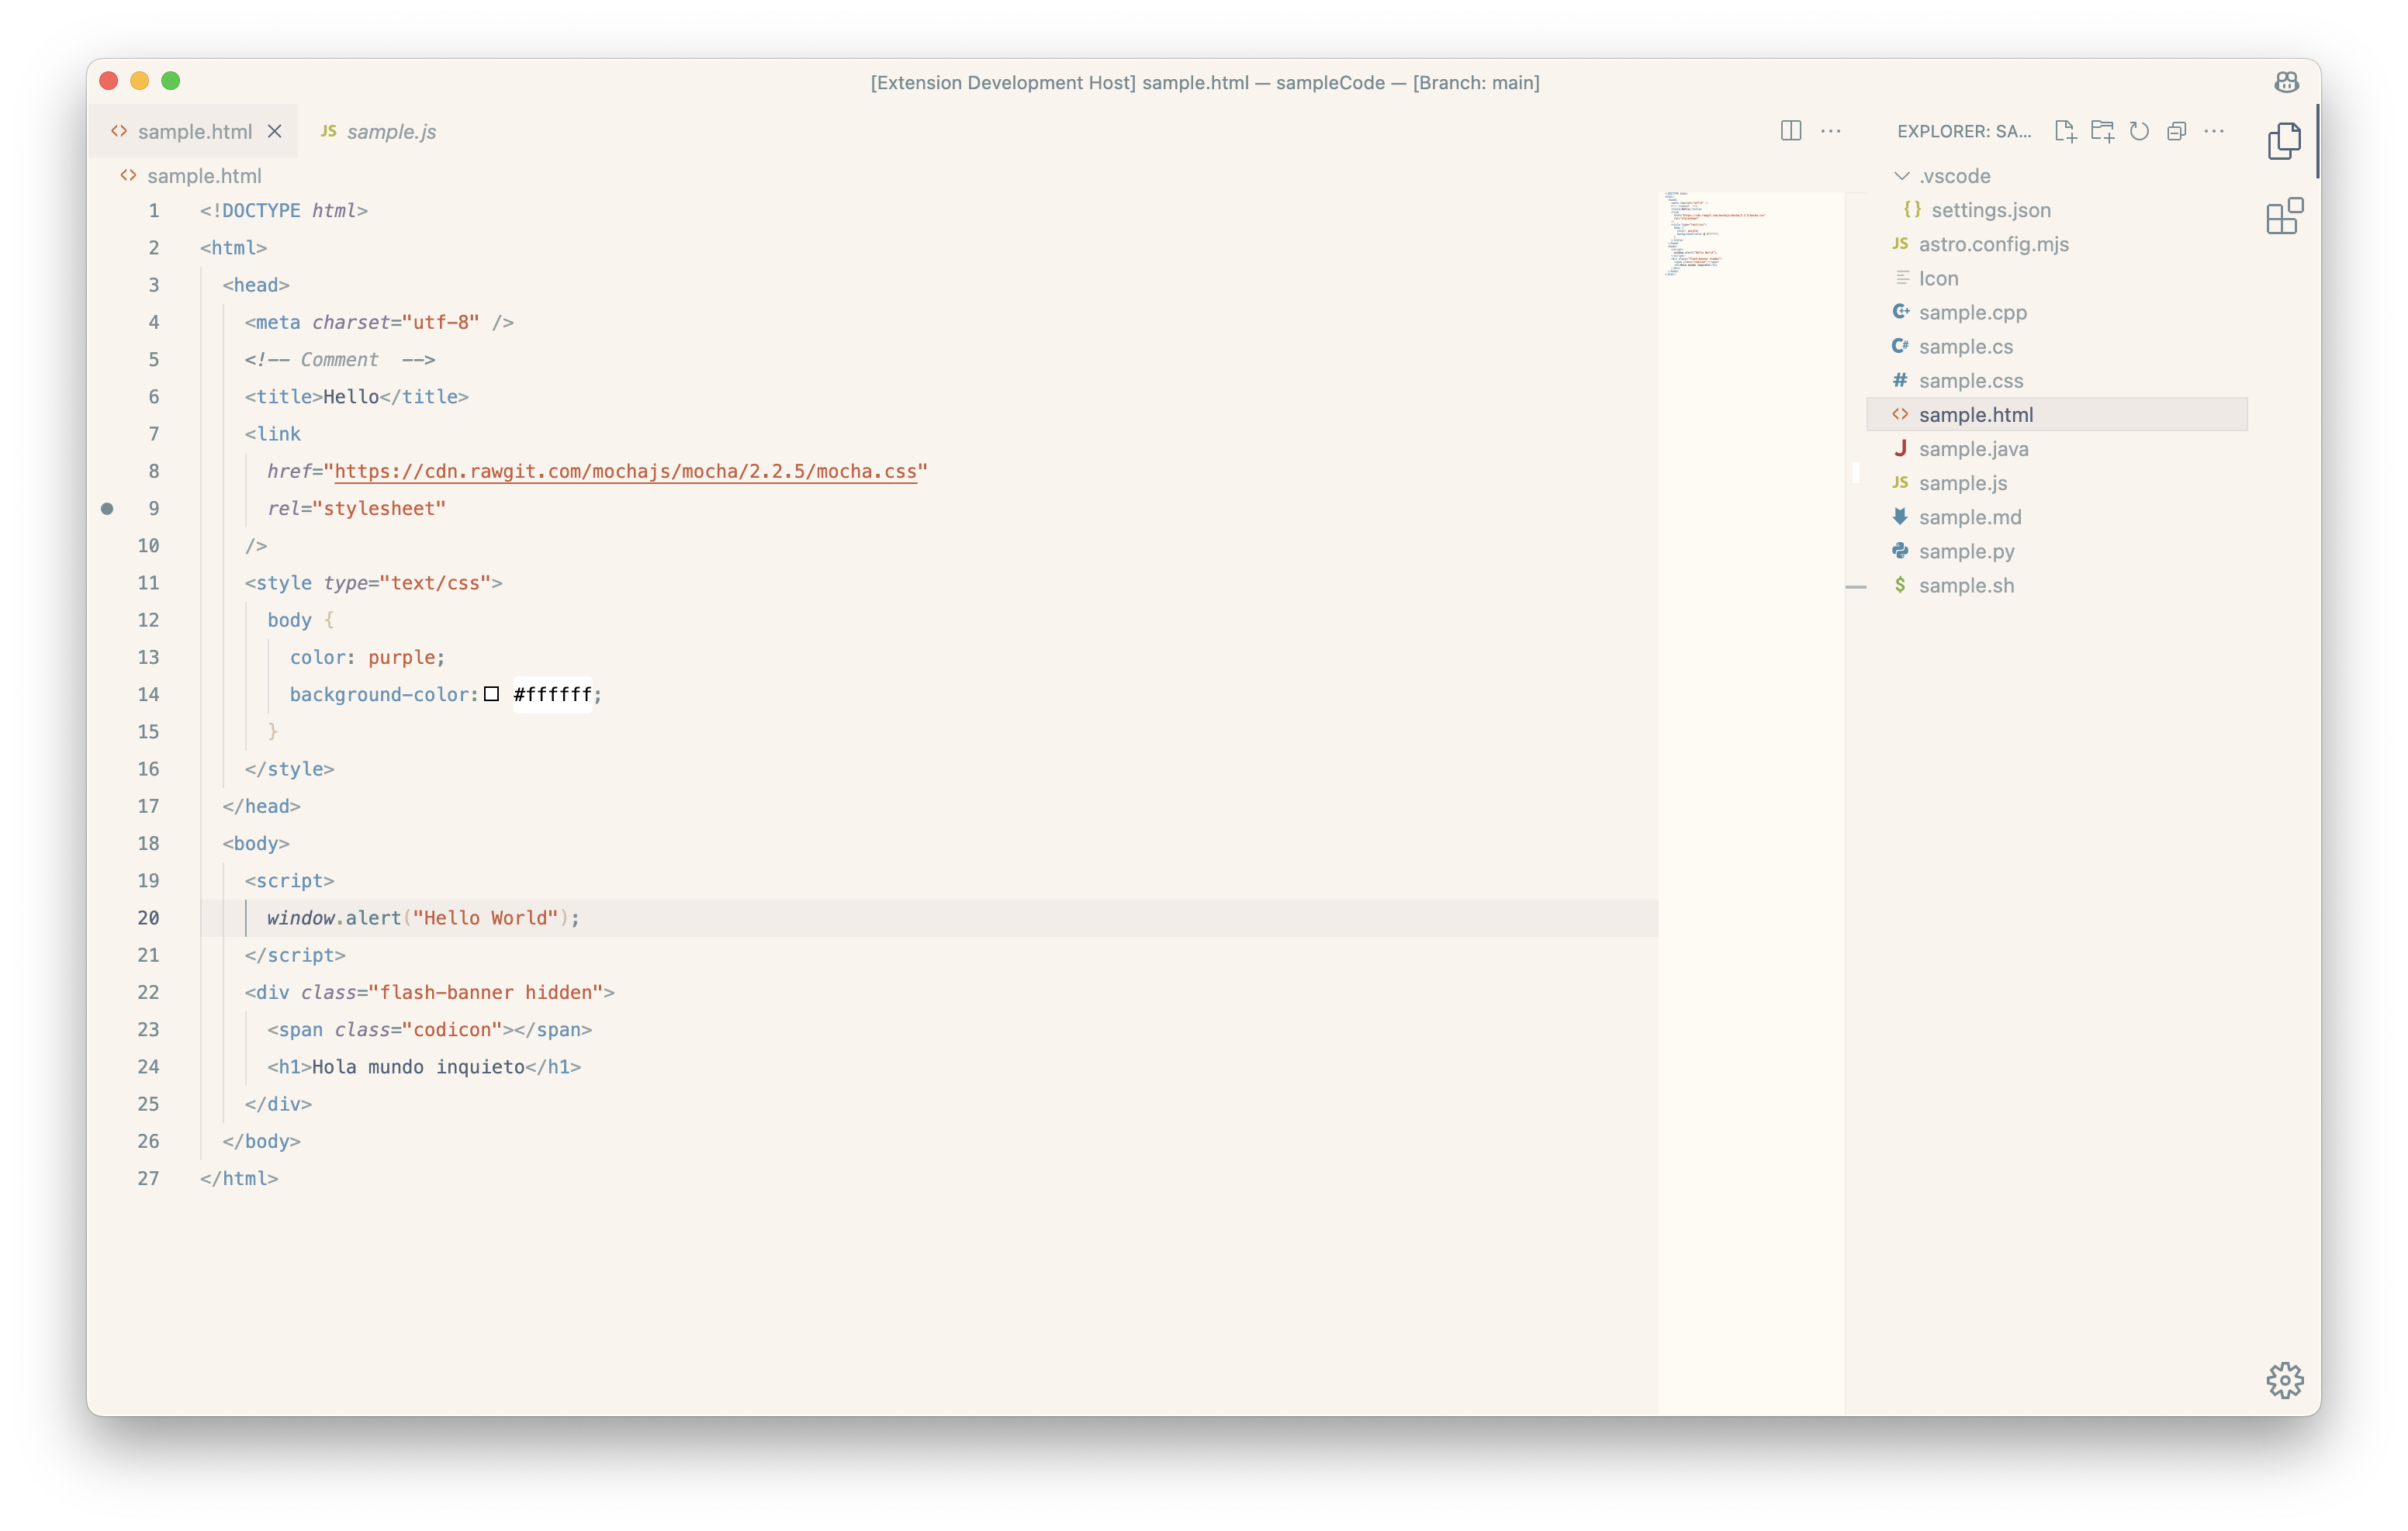 [Extension Development Host] sample.html — sampleCode — [Branch: main]
<> sample.html
JS sample.js
<> sample.html
1 <!DOCTYPE html>
2 <html>
3 <head>
4 <meta charset="utf-8" />
5 <!-- Comment  -->
6 <title>Hello</title>
7 <link
8 href="https://cdn.rawgit.com/mochajs/mocha/2.2.5/mocha.css"
9 rel="stylesheet"
10 />
11 <style type="text/css">
12 body {
13 color: purple;
14 background-color: #ffffff;
15 }
16 </style>
17 </head>
18 <body>
19 <script>
20 window.alert("Hello World");
21 </script>
22 <div class="flash-banner hidden">
23 <span class="codicon"></span>
24 <h1>Hola mundo inquieto</h1>
25 </div>
26 </body>
27 </html>
EXPLORER: SA...
.vscode
{} settings.json
JS astro.config.mjs
Icon
C+ sample.cpp
C# sample.cs
# sample.css
<> sample.html
J sample.java
JS sample.js
sample.md
sample.py
$ sample.sh